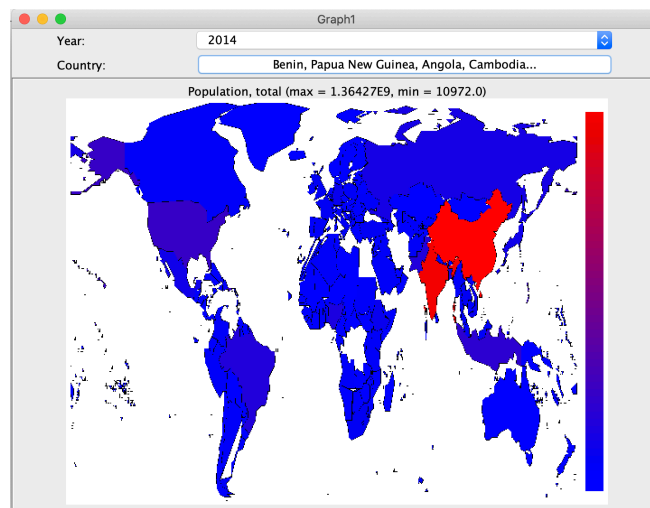 Graph1
Year: 2014
Country: Benin, Papua New Guinea, Angola, Cambodia...
Population, total (max = 1.36427E9, min = 10972.0)